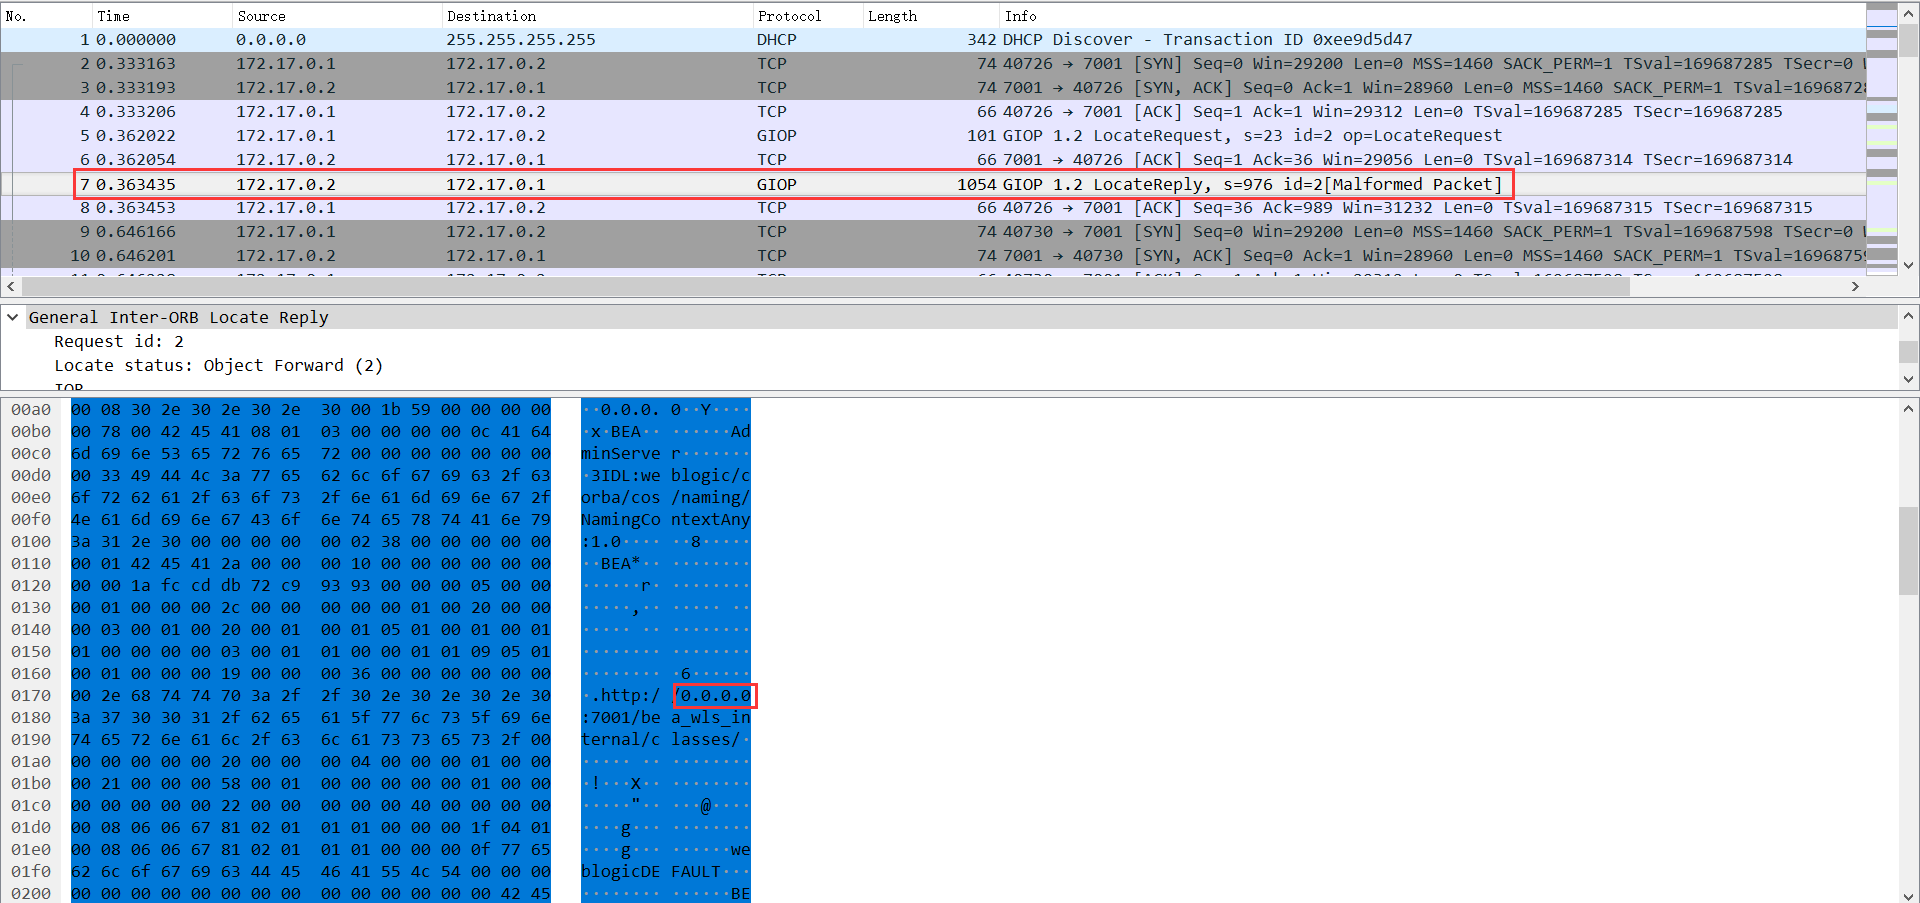 No. Time Source Destination Protocol Length Info
1 0.000000 0.0.0.0 255.255.255.255 DHCP 342 DHCP Discover - Transaction ID 0xee9d5d47
2 0.333163 172.17.0.1 172.17.0.2 TCP 74 40726 → 7001 [SYN] Seq=0 Win=29200 Len=0 MSS=1460 SACK_PERM=1 TSval=169687285 TSecr=0
3 0.333193 172.17.0.2 172.17.0.1 TCP 74 7001 → 40726 [SYN, ACK] Seq=0 Ack=1 Win=28960 Len=0 MSS=1460 SACK_PERM=1 TSval=16968728
4 0.333206 172.17.0.1 172.17.0.2 TCP 66 40726 → 7001 [ACK] Seq=1 Ack=1 Win=29312 Len=0 TSval=169687285 TSecr=169687285
5 0.362022 172.17.0.1 172.17.0.2 GIOP 101 GIOP 1.2 LocateRequest, s=23 id=2 op=LocateRequest
6 0.362054 172.17.0.2 172.17.0.1 TCP 66 7001 → 40726 [ACK] Seq=1 Ack=36 Win=29056 Len=0 TSval=169687314 TSecr=169687314
7 0.363435 172.17.0.2 172.17.0.1 GIOP 1054 GIOP 1.2 LocateReply, s=976 id=2[Malformed Packet]
8 0.363453 172.17.0.1 172.17.0.2 TCP 66 40726 → 7001 [ACK] Seq=36 Ack=989 Win=31232 Len=0 TSval=169687315 TSecr=169687315
9 0.646166 172.17.0.1 172.17.0.2 TCP 74 40730 → 7001 [SYN] Seq=0 Win=29200 Len=0 MSS=1460 SACK_PERM=1 TSval=169687598 TSecr=0
10 0.646201 172.17.0.2 172.17.0.1 TCP 74 7001 → 40730 [SYN, ACK] Seq=0 Ack=1 Win=28960 Len=0 MSS=1460 SACK_PERM=1 TSval=16968759
General Inter-ORB Locate Reply
Request id: 2
Locate status: Object Forward (2)
IOR
00a0 00 08 30 2e 30 2e 30 2e 30 00 1b 59 00 00 00 00 ··0.0.0. 0··Y····
00b0 00 78 00 42 45 41 08 01 03 00 00 00 00 0c 41 64 ·x·BEA·· ······Ad
00c0 6d 69 6e 53 65 72 76 65 72 00 00 00 00 00 00 00 minServe r·······
00d0 00 33 49 44 4c 3a 77 65 62 6c 6f 67 69 63 2f 63 ·3IDL:we blogic/c
00e0 6f 72 62 61 2f 63 6f 73 2f 6e 61 6d 69 6e 67 2f orba/cos /naming/
00f0 4e 61 6d 69 6e 67 43 6f 6e 74 65 78 74 41 6e 79 NamingCo ntextAny
0100 3a 31 2e 30 00 00 00 00 00 02 38 00 00 00 00 00 :1.0···· ··8·····
0110 00 01 42 45 41 2a 00 00 00 10 00 00 00 00 00 00 ··BEA*·· ········
0120 00 00 1a fc cd db 72 c9 93 93 00 00 00 05 00 00 ······r· ········
0130 00 01 00 00 00 2c 00 00 00 00 00 01 00 20 00 00 ·····,·· ····· ··
0140 00 03 00 01 00 20 00 01 00 01 05 01 00 01 00 01 ····· ·· ········
0150 01 00 00 00 00 03 00 01 01 00 00 01 01 09 05 01 ········ ········
0160 00 01 00 00 00 19 00 00 00 36 00 00 00 00 00 00 ········ ·6······
0170 00 2e 68 74 74 70 3a 2f 2f 30 2e 30 2e 30 2e 30 ·.http:/ /0.0.0.0
0180 3a 37 30 30 31 2f 62 65 61 5f 77 6c 73 5f 69 6e :7001/be a_wls_in
0190 74 65 72 6e 61 6c 2f 63 6c 61 73 73 65 73 2f 00 ternal/c lasses/·
01a0 00 00 00 00 00 20 00 00 00 04 00 00 00 01 00 00 ····· ·· ········
01b0 00 21 00 00 00 58 00 01 00 00 00 00 00 01 00 00 ·!···X·· ········
01c0 00 00 00 00 00 22 00 00 00 00 00 40 00 00 00 00 ·····"·· ···@····
01d0 00 08 06 06 67 81 02 01 01 01 00 00 00 1f 04 01 ····g··· ········
01e0 00 08 06 06 67 81 02 01 01 01 00 00 00 0f 77 65 ····g··· ······we
01f0 62 6c 6f 67 69 63 44 45 46 41 55 4c 54 00 00 00 blogicDE FAULT···
0200 00 00 00 00 00 00 00 00 00 00 00 00 00 00 42 45 ········ ······BE